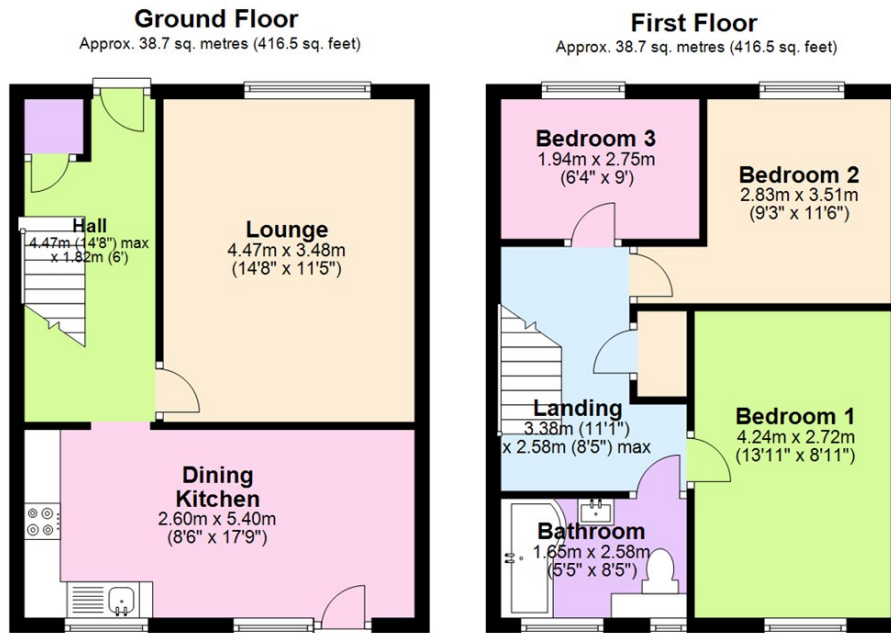 Ground Floor
Approx. 38.7 sq. metres (416.5 sq. feet)
Hall
4.47m (14'8") max
x 1.82m (6')
Lounge
4.47m x 3.48m
(14'8" x 11'5")
Dining
Kitchen
2.60m x 5.40m
(8'6" x 17'9")
First Floor
Approx. 38.7 sq. metres (416.5 sq. feet)
Bedroom 3
1.94m x 2.75m
(6'4" x 9')
Bedroom 2
2.83m x 3.51m
(9'3" x 11'6")
Landing
3.38m (11'1")
x 2.58m (8'5") max
Bedroom 1
4.24m x 2.72m
(13'11" x 8'11")
Bathroom
1.65m x 2.58m
(5'5" x 8'5")